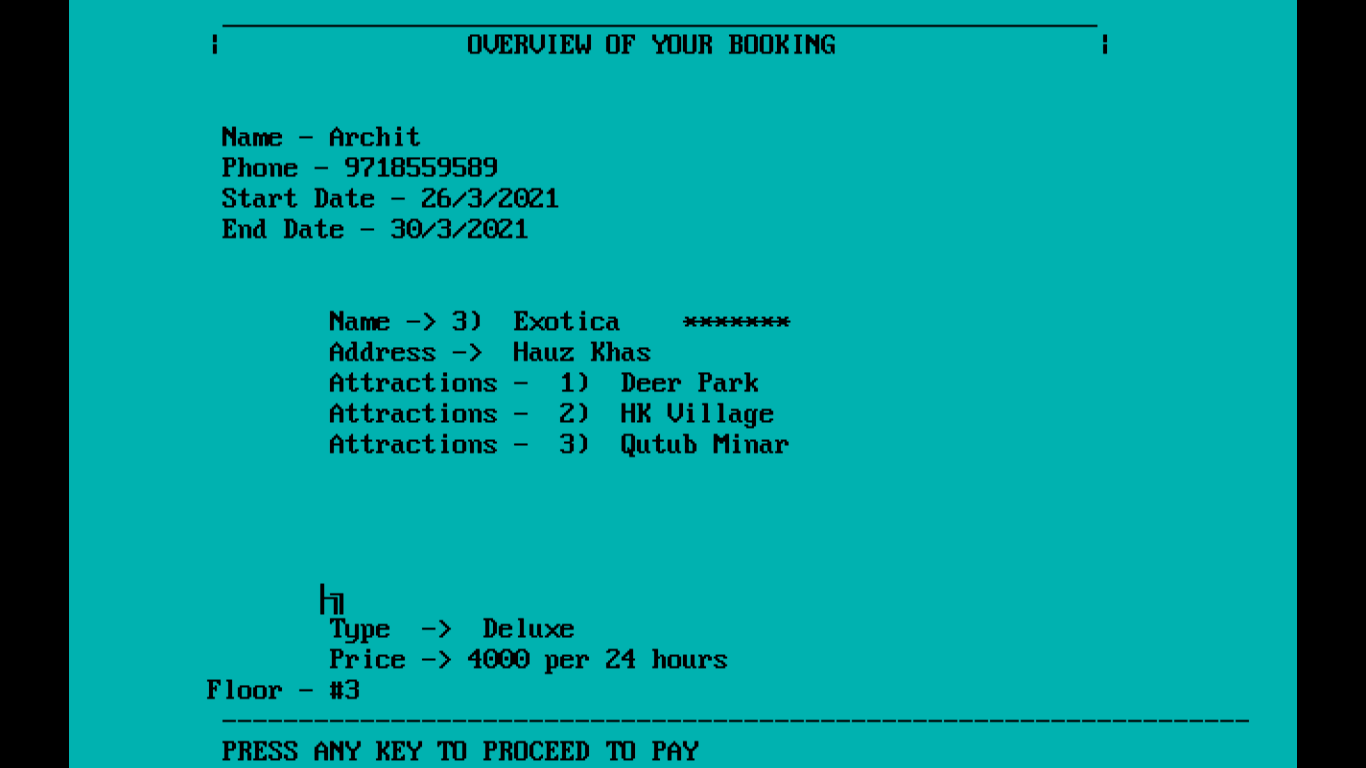 ¦ OVERVIEW OF YOUR BOOKING ¦
Name - Archit
Phone - 9718559589
Start Date - 26/3/2021
End Date - 30/3/2021
Name -> 3) Exotica *******
Address -> Hauz Khas
Attractions - 1) Deer Park
Attractions - 2) HK Village
Attractions - 3) Qutub Minar
├╗
Type -> Deluxe
Price -> 4000 per 24 hours
Floor - #3
-------------------------------------------------------------------
PRESS ANY KEY TO PROCEED TO PAY